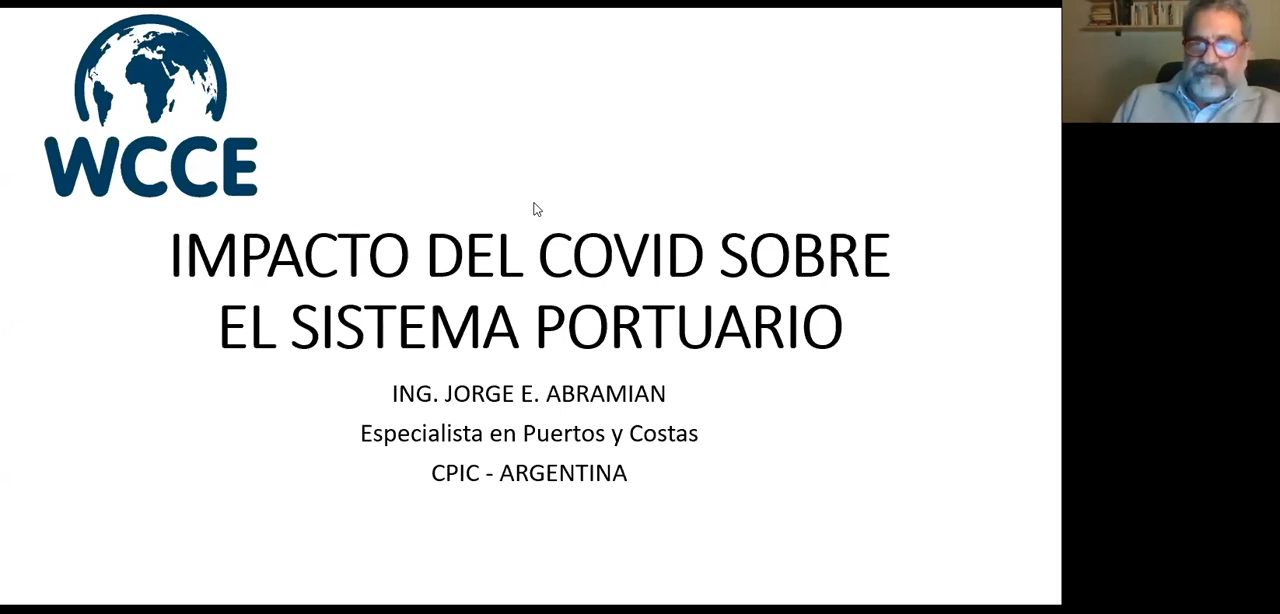 WCCE
IMPACTO DEL COVID SOBRE
EL SISTEMA PORTUARIO
ING. JORGE E. ABRAMIAN
Especialista en Puertos y Costas
CPIC - ARGENTINA